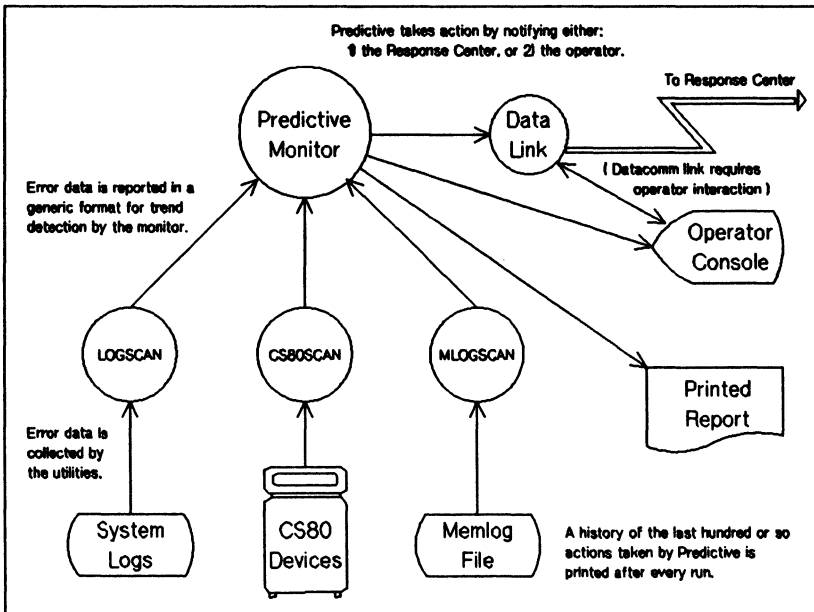 Predictive takes action by notifying either:
1) the Response Center, or 2) the operator.
To Response Center
Predictive
Monitor
Data
Link
( Datacomm link requires
operator interaction )
Error data is reported in a
generic format for trend
detection by the monitor.
Operator
Console
LOGSCAN
CS80SCAN
MLOGSCAN
Printed
Report
Error data is
collected by
the utilities.
System
Logs
CS80
Devices
Memlog
File
A history of the last hundred or so
actions taken by Predictive is
printed after every run.